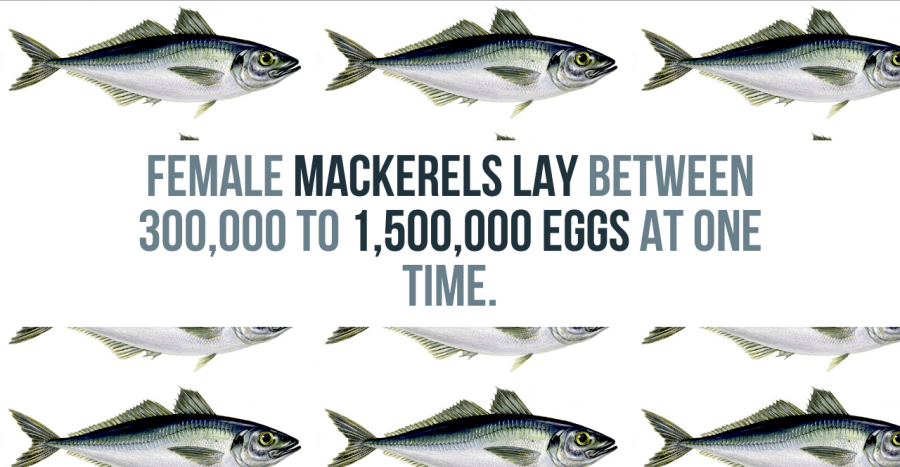 FEMALE MACKERELS LAY BETWEEN
300,000 TO 1,500,000 EGGS AT ONE
TIME.